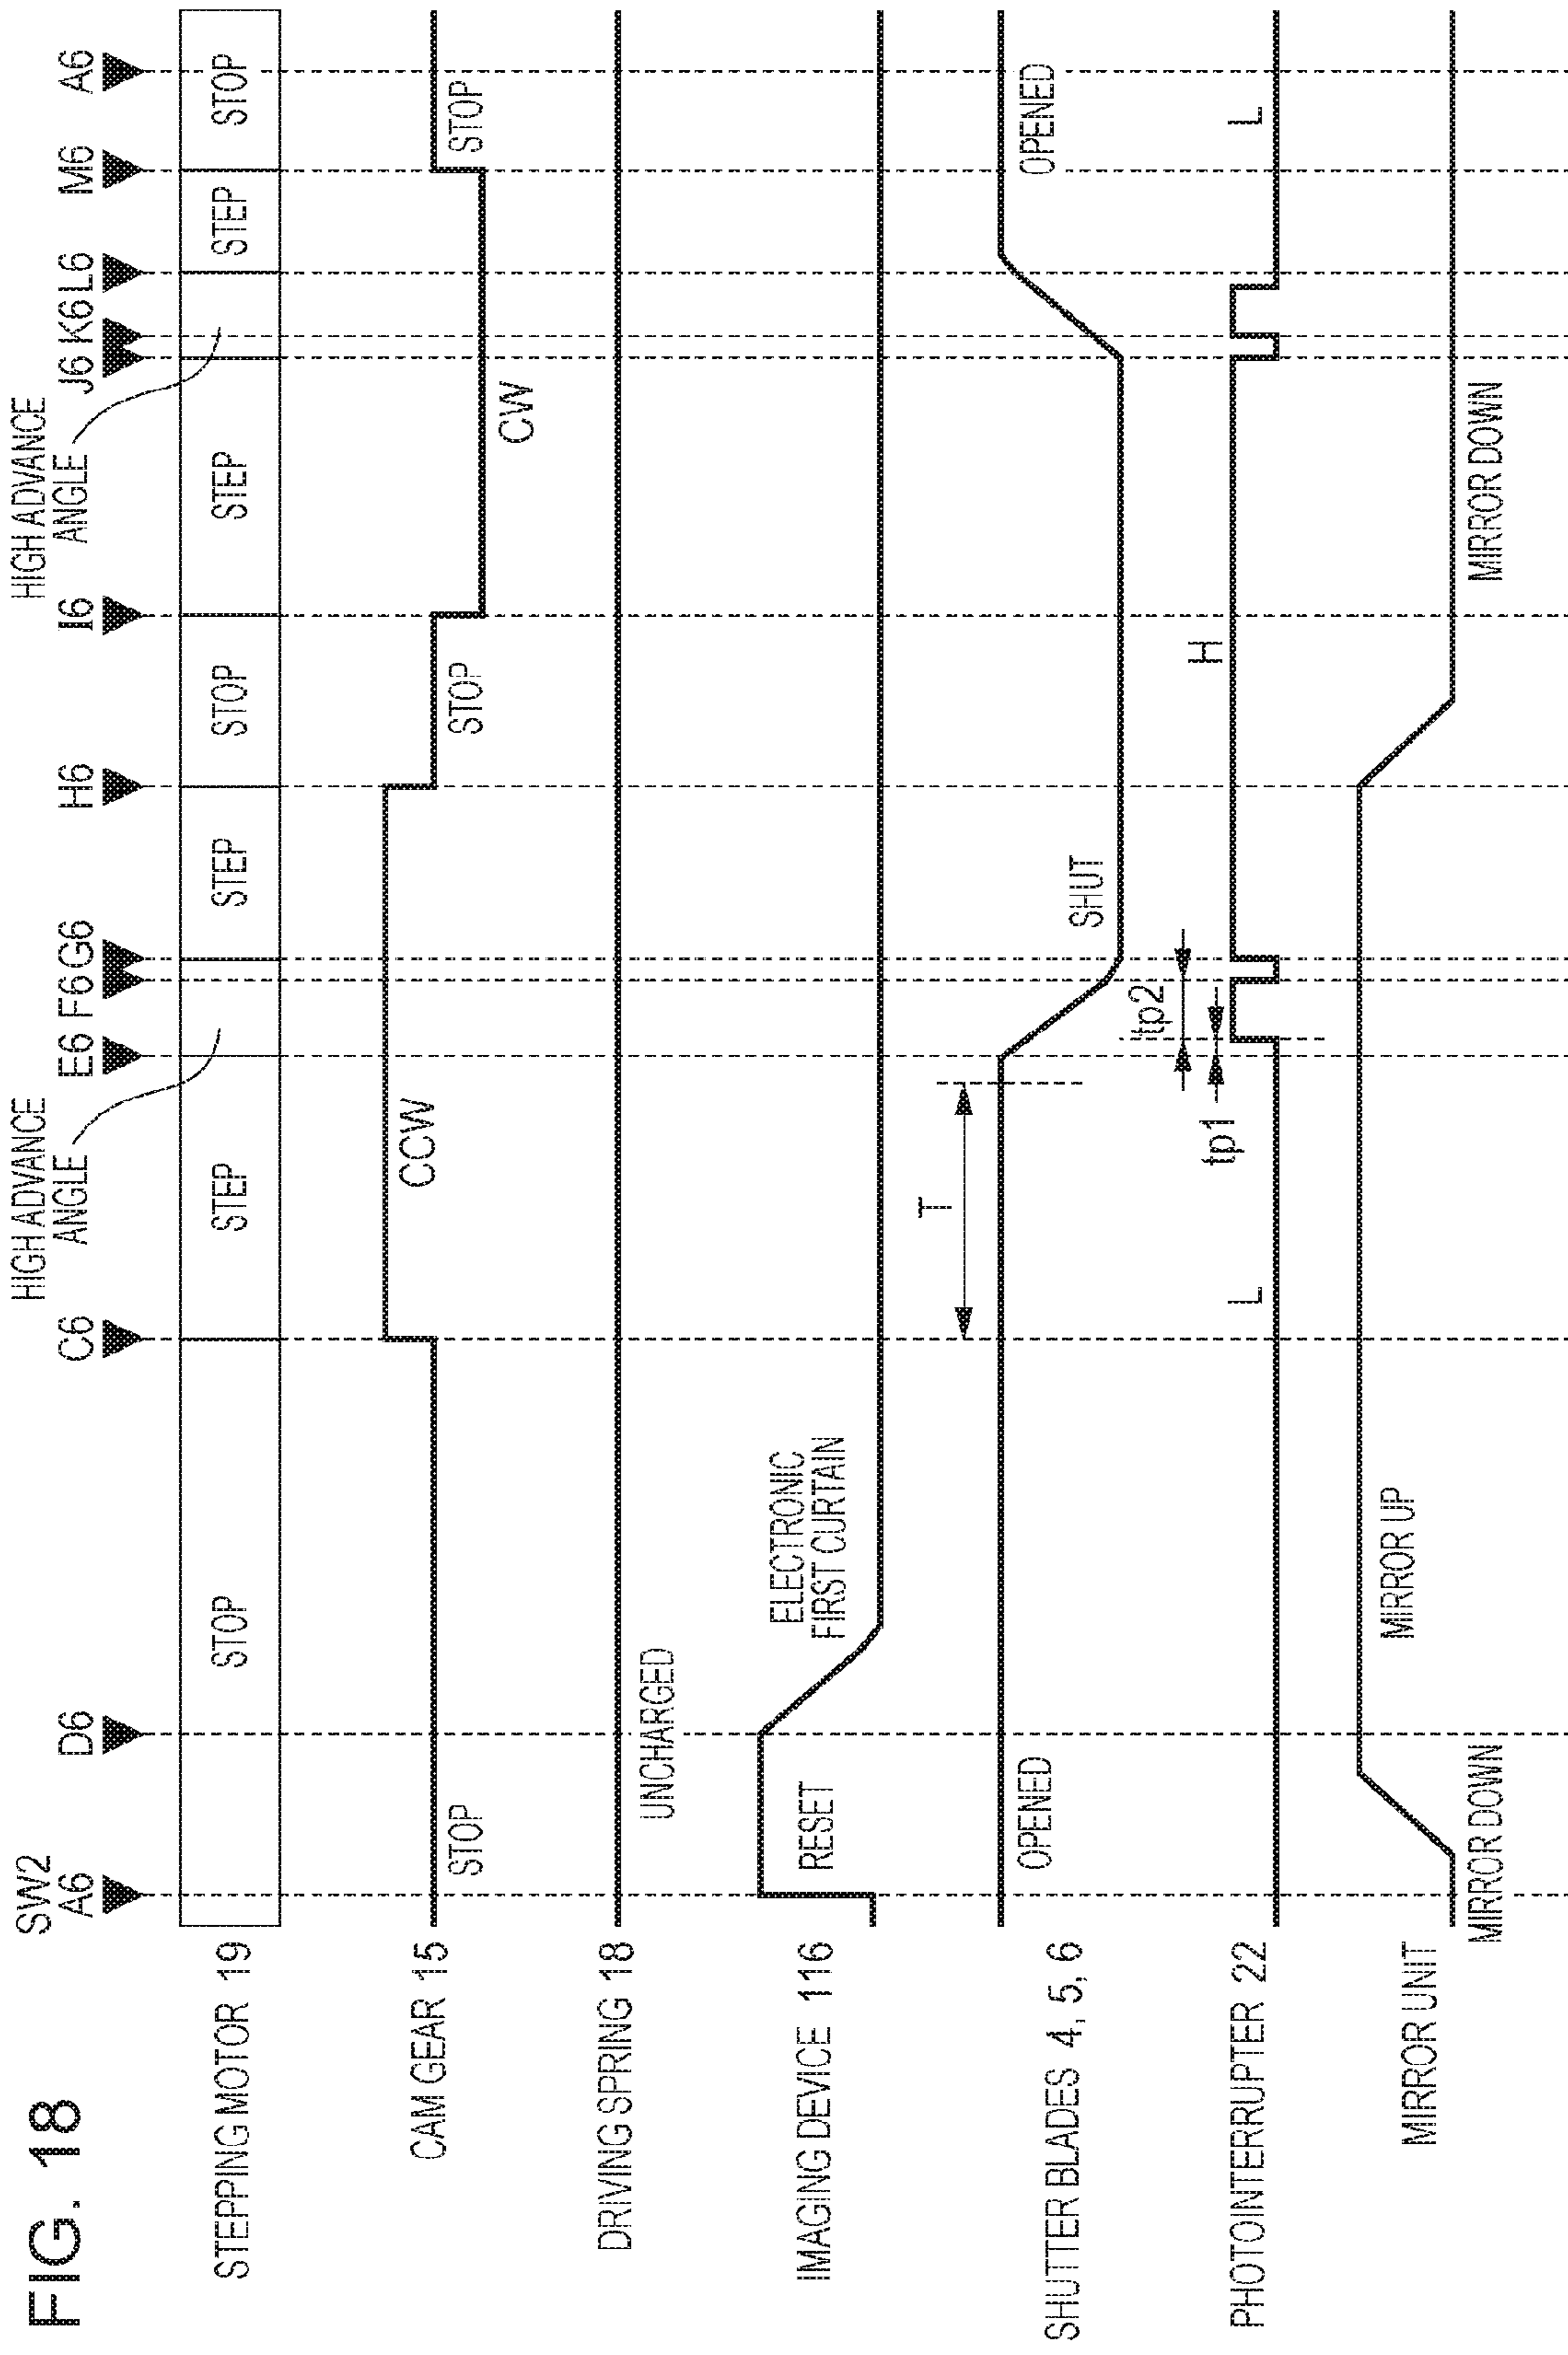 FIG. 18
SW2
A6
D6
C6
E6
F6
G6
H6
I6
J6
K6
L6
M6
A6
HIGH ADVANCE
ANGLE
HIGH ADVANCE
ANGLE
STEPPING MOTOR 19
STOP
STEP
STEP
STOP
STEP
STEP
STOP
CAM GEAR 15
STOP
CCW
STOP
CW
STOP
DRIVING SPRING 18
UNCHARGED
IMAGING DEVICE 116
RESET
ELECTRONIC
FIRST CURTAIN
SHUTTER BLADES 4, 5, 6
OPENED
T
SHUT
OPENED
PHOTOINTERRUPTER 22
L
tp1
tp2
H
L
MIRROR UNIT
MIRROR DOWN
MIRROR UP
MIRROR DOWN